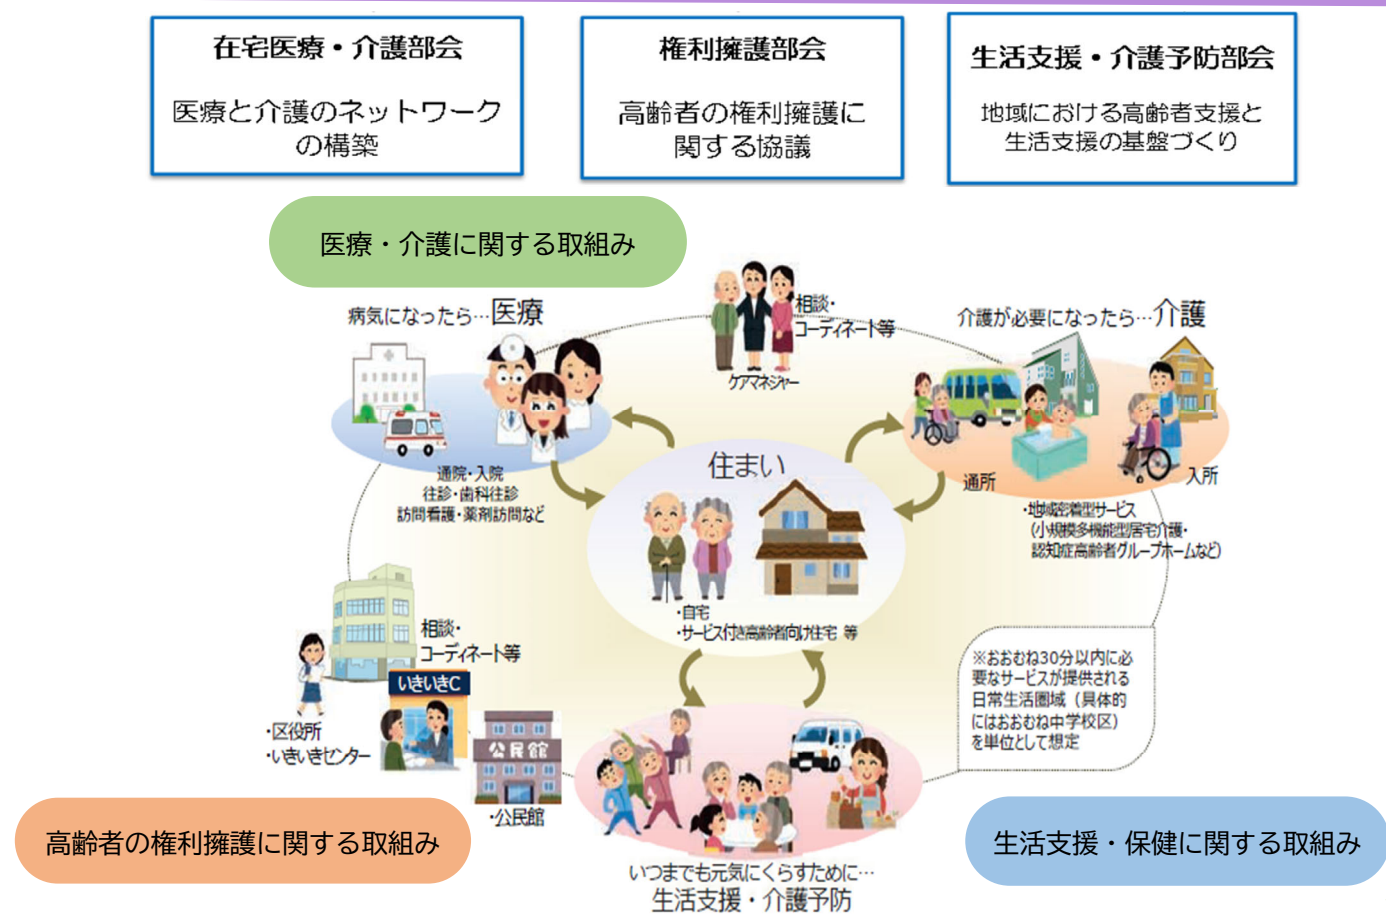 在宅医療・介護部会
医療と介護のネットワーク
の構築
権利擁護部会
高齢者の権利擁護に
関する協議
生活支援・介護予防部会
地域における高齢者支援と
生活支援の基盤づくり
医療・介護に関する取組み
病気になったら…医療
相談・
コーディネート等
ケアマネジャー
介護が必要になったら…介護
通院・入院
往診・歯科往診
訪問看護・薬剤訪問など
住まい
・自宅
・サービス付き高齢者向け住宅 等
通所
入所
・地域密着型サービス
(小規模多機能型居宅介護・
認知症高齢者グループホームなど)
相談・
コーディネート等
いきいきC
・区役所
・いきいきセンター
公民館
・公民館
※おおむね30分以内に必
要なサービスが提供される
日常生活圏域（具体的
にはおおむね中学校区）
を単位として想定
高齢者の権利擁護に関する取組み
いつまでも元気にくらすために…
生活支援・介護予防
生活支援・保健に関する取組み